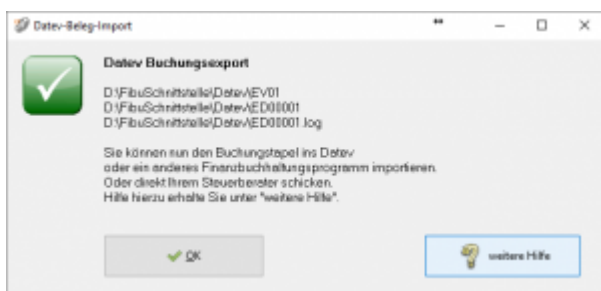 Datev-Beleg-Import
Datev Buchungsexport
D:\FibuSchnittstelle\Datev\EV01
D:\FibuSchnittstelle\Datev\ED00001
D:\FibuSchnittstelle\Datev\ED00001.log
Sie können nun den Buchungstapel ins Datev
oder ein anderes Finanzbuchhaltungsprogramm importieren.
Oder direkt Ihrem Steuerberater schicken.
Hilfe hierzu erhalte Sie unter "weitere Hilfe".
OK
weitere Hilfe